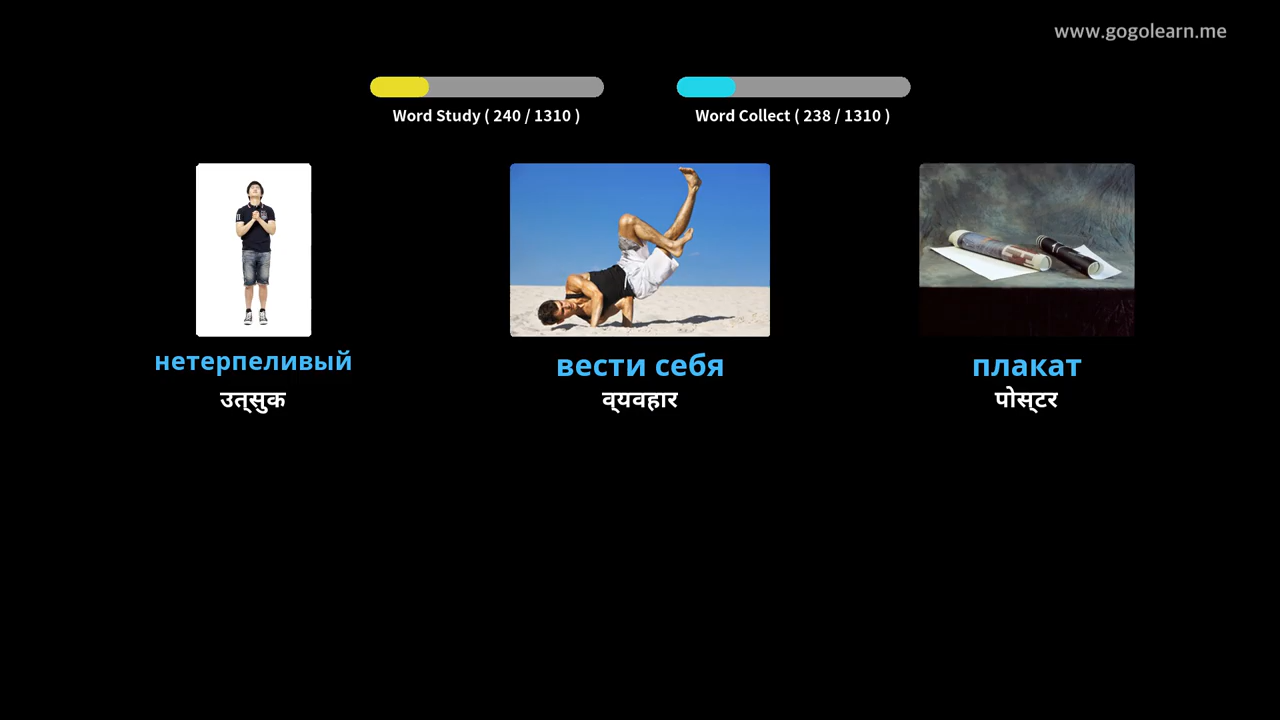 www.gogolearn.me
Word Study ( 240 / 1310 )
Word Collect ( 238 / 1310 )
нетерпеливый
उत्सुक
вести себя
व्यवहार
плакат
पोस्टर